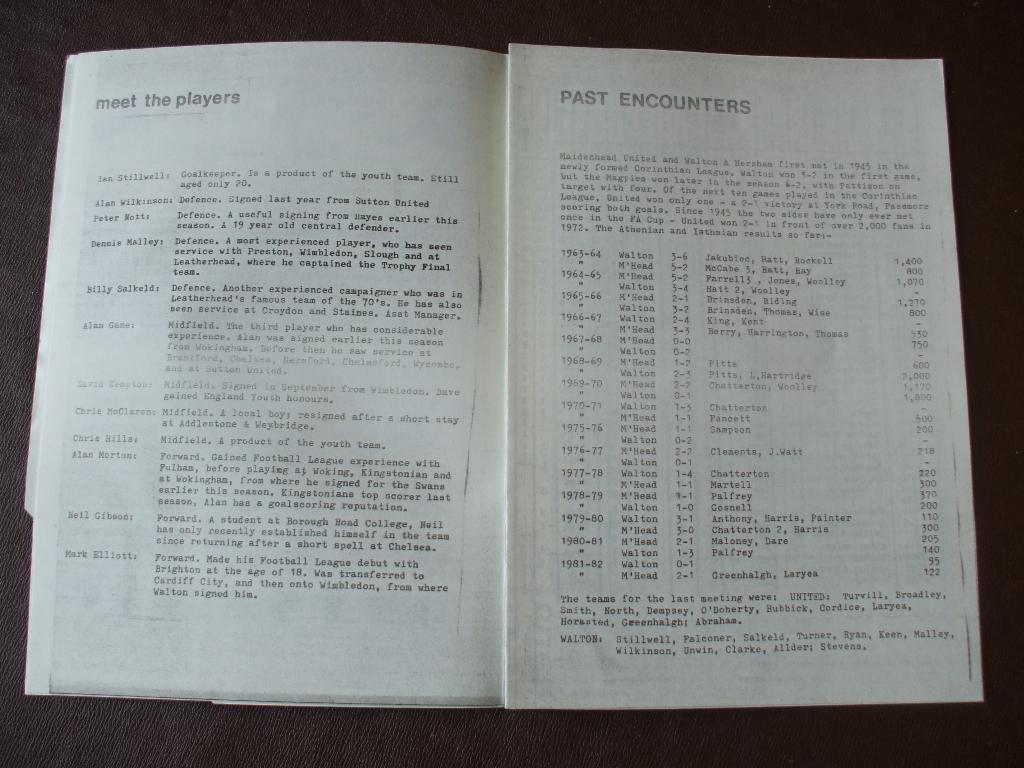 meet the players
Ian Stillwell: Goalkeeper. Is a product of the youth team. Still
aged only 20.
Alan Wilkinson: Defence. Signed last year from Sutton United
Peter Nott: Defence. A useful signing from Hayes earlier this
season. A 19 year old central defender.
Dennie Malley: Defence. A most experienced player, who has seen
service with Preston, Wimbledon, Slough and at
Leatherhead, where he captained the Trophy Final
team.
Billy Salkeld: Defence. Another experienced campaigner who was in
Leatherhead's famous team of the 70's. He has also
seen service at Croydon and Staines. Asst Manager.
Alan Gane: Midfield. The third player who has considerable
experience. Alan was signed earlier this season
from Wokingham. Before then he saw service at
Brentford, Chelsea, Hereford, Chelmsford, Wycombe,
and at Sutton United.
David Kempton: Midfield. Signed in September from Wimbledon. Dave
gained England Youth honours.
Chris McClaren: Midfield. A local boy; resigned after a short stay
at Addlestone & Weybridge.
Chris Hills: Midfield. A product of the youth team.
Alan Morton: Forward. Gained Football League experience with
Fulham, before playing at Woking, Kingstonian and
at Wokingham, from where he signed for the Swans
earlier this season. Kingstonians top scorer last
season, Alan has a goalscoring reputation.
Neil Gibson: Forward. A student at Borough Road College, Neil
has only recently established himself in the team
since returning after a short spell at Chelsea.
Mark Elliott: Forward. Made his Football League debut with
Brighton at the age of 18. Was transferred to
Cardiff City, and then onto Wimbledon, from where
Walton signed him.
PAST ENCOUNTERS
Maidenhead United and Walton & Hersham first met in 1945 in the
newly formed Corinthian League. Walton won 3-2 in the first game,
but the Magpies won later in the season 6-2, with Pattison on
target with four. Of the next ten games played in the Corinthian
League, United won only one - a 2-1 victory at York Road, Passmore
scoring both goals. Since 1945 the two sides have only ever met
once in the FA Cup - United won 2-1 in front of over 2,000 fans in
1972. The Athenian and Isthmian results so far:-
1963-64 Walton 3-6 Jakubiec, Hatt, Rockell 1,400
" M'Head 5-2 McCabe 3, Hatt, Hay 800
1964-65 M'Head 5-2 Farrell3 , Jones, Woolley 1,070
" Walton 3-4 Hatt 2, Woolley -
1965-66 M'Head 2-1 Brinsden, Riding 1,270
" Walton 3-2 Brinsden, Thomas, Wise 800
1966-67 Walton 2-4 King, Kent -
" M'Head 3-3 Berry, Harrington, Thomas 530
1967-68 M'Head 0-0 750
" Walton 0-2 -
1968-69 M'Head 1-2 Pitts 600
" Walton 2-3 Pitts, L.Hartridge 2,000
1969-70 M'Head 2-2 Chatterton, Woolley 1,170
" Walton 0-1 1,800
1970-71 Walton 1-3 Chatterton -
" M'Head 1-1 Fancett 500
1975-76 M'Head 1-1 Sampson 200
" Walton 0-2 -
1976-77 M'Head 2-2 Clements, J.Watt 218
" Walton 0-1 -
1977-78 Walton 1-4 Chatterton 220
" M'Head 1-1 Martell 300
1978-79 M'Head 1-1 Palfrey 370
" Walton 1-0 Gosnell 200
1979-80 Walton 3-1 Anthony, Harris, Painter 110
" M'Head 3-0 Chatterton 2, Harris 300
1980-81 M'Head 2-1 Maloney, Dare 205
" Walton 1-3 Palfrey 140
1981-82 Walton 0-1 95
" M'Head 2-1 Greenhalgh, Laryea 122
The teams for the last meeting were: UNITED: Turvill, Broadley,
Smith, North, Dempsey, O'Doherty, Hubbick, Cordice, Laryea,
Horasted, Greenhalgh; Abraham.
WALTON: Stillwell, Falconer, Salkeld, Turner, Ryan, Keen, Malley,
Wilkinson, Unwin, Clarke, Allder; Stevens.